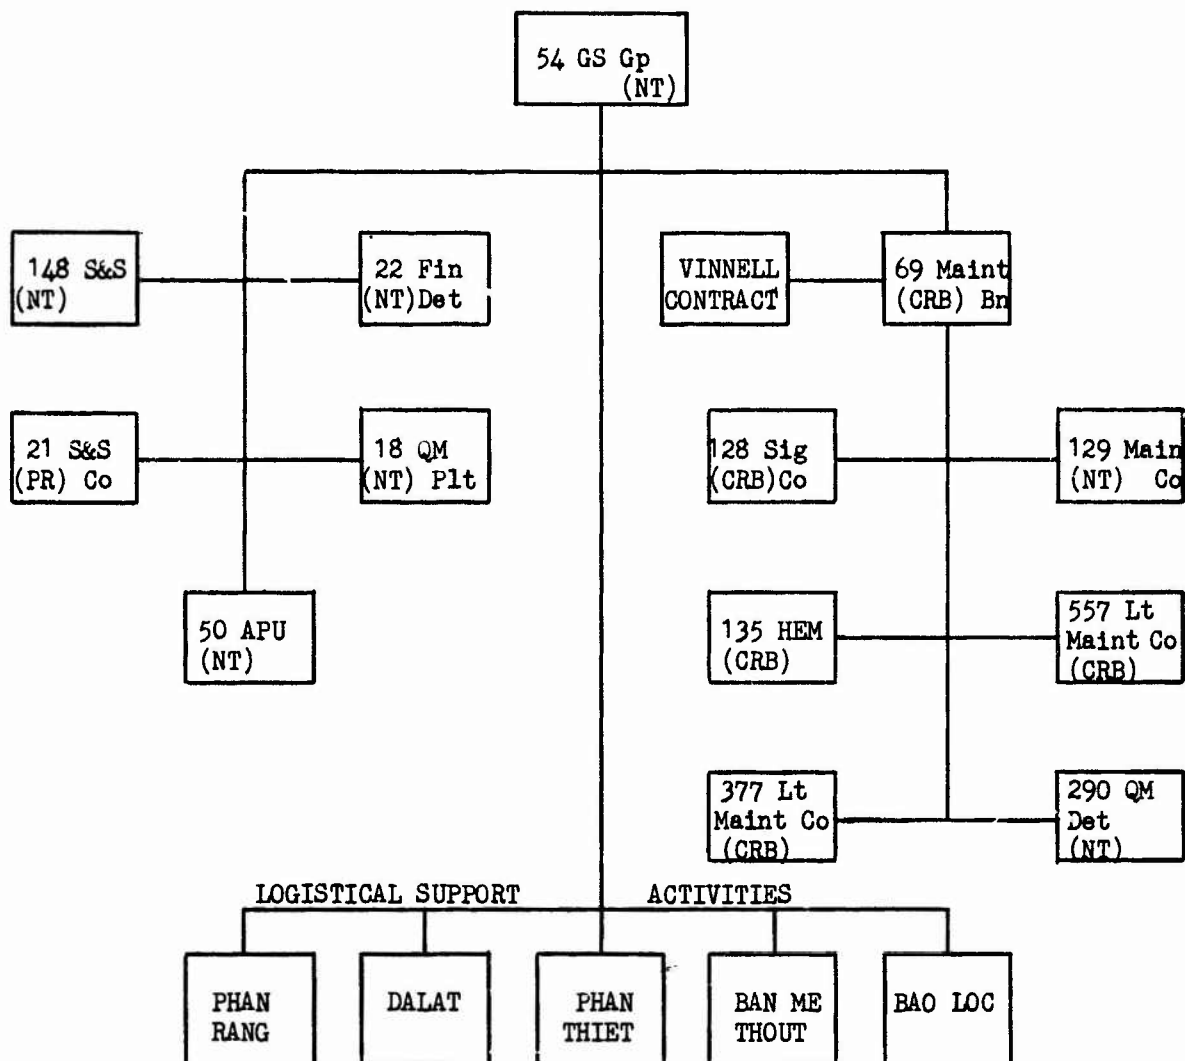 54 GS Gp
(NT)
148 S&S
(NT)
22 Fin
(NT)Det
VINNELL
CONTRACT
69 Maint
(CRB) Bn
21 S&S
(PR) Co
18 QM
(NT) Plt
128 Sig
(CRB)Co
129 Main
(NT) Co
50 APU
(NT)
135 HEM
(CRB)
557 Lt
Maint Co
(CRB)
377 Lt
Maint Co
(CRB)
290 QM
Det
(NT)
LOGISTICAL SUPPORT ACTIVITIES
PHAN
RANG
DALAT
PHAN
THIET
BAN ME
THOUT
BAO LOC